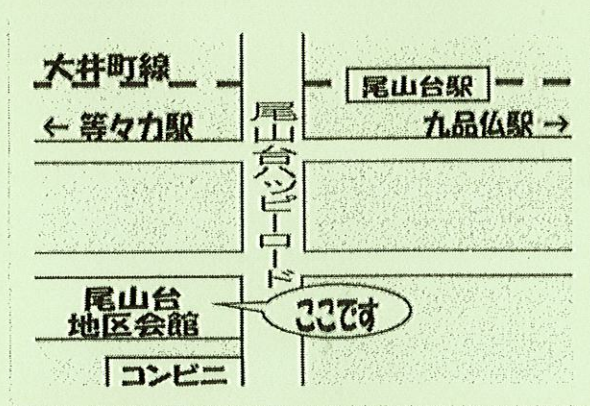 大井町線
尾山台駅
← 等々力駅
九品仏駅 →
尾山台ハッピーロード
尾山台
地区会館
ここです
コンビニ